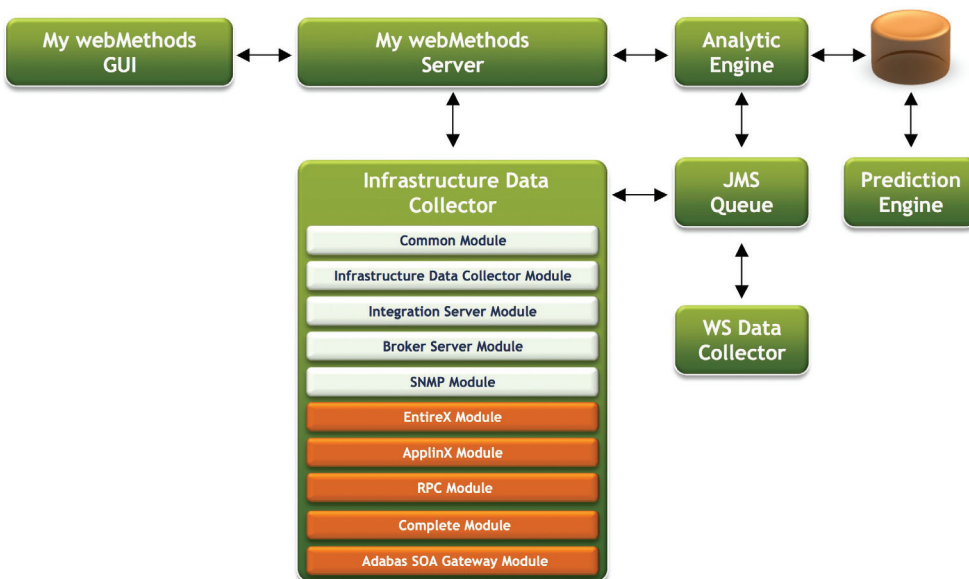 My webMethods
GUI
My webMethods
Server
Analytic
Engine
Infrastructure Data
Collector
Common Module
Infrastructure Data Collector Module
Integration Server Module
Broker Server Module
SNMP Module
EntireX Module
ApplinX Module
RPC Module
Complete Module
Adabas SOA Gateway Module
JMS
Queue
Prediction
Engine
WS Data
Collector